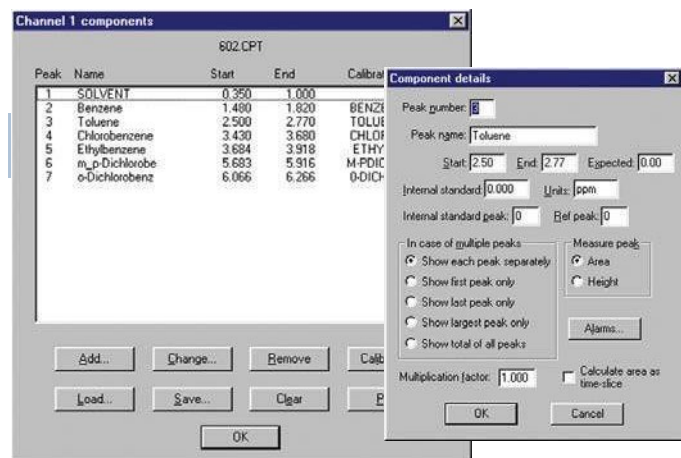 Channel 1 components
602.CPT
Peak Name Start End Calibrat
1 SOLVENT 0.350 1.000
2 Benzene 1.480 1.820 BENZE
3 Toluene 2.500 2.770 TOLUE
4 Chlorobenzene 3.430 3.680 CHLOR
5 Ethylbenzene 3.684 3.918 ETHY
6 m_p-Dichlorobe 5.683 5.916 M-PDIC
7 o-Dichlorobenz 6.066 6.266 O-DICH
Add... Change... Remove Calib
Load... Save... Clear P
OK
Component details
Peak number: 3
Peak name: Toluene
Start: 2.50 End: 2.77 Expected: 0.00
Internal standard: 0.000 Units: ppm
Internal standard peak: 0 Ref peak: 0
In case of multiple peaks
Show each peak separately
Show first peak only
Show last peak only
Show largest peak only
Show total of all peaks
Measure peak
Area
Height
Alarms...
Multiplication factor: 1.000
Calculate area as
time-slice
OK Cancel